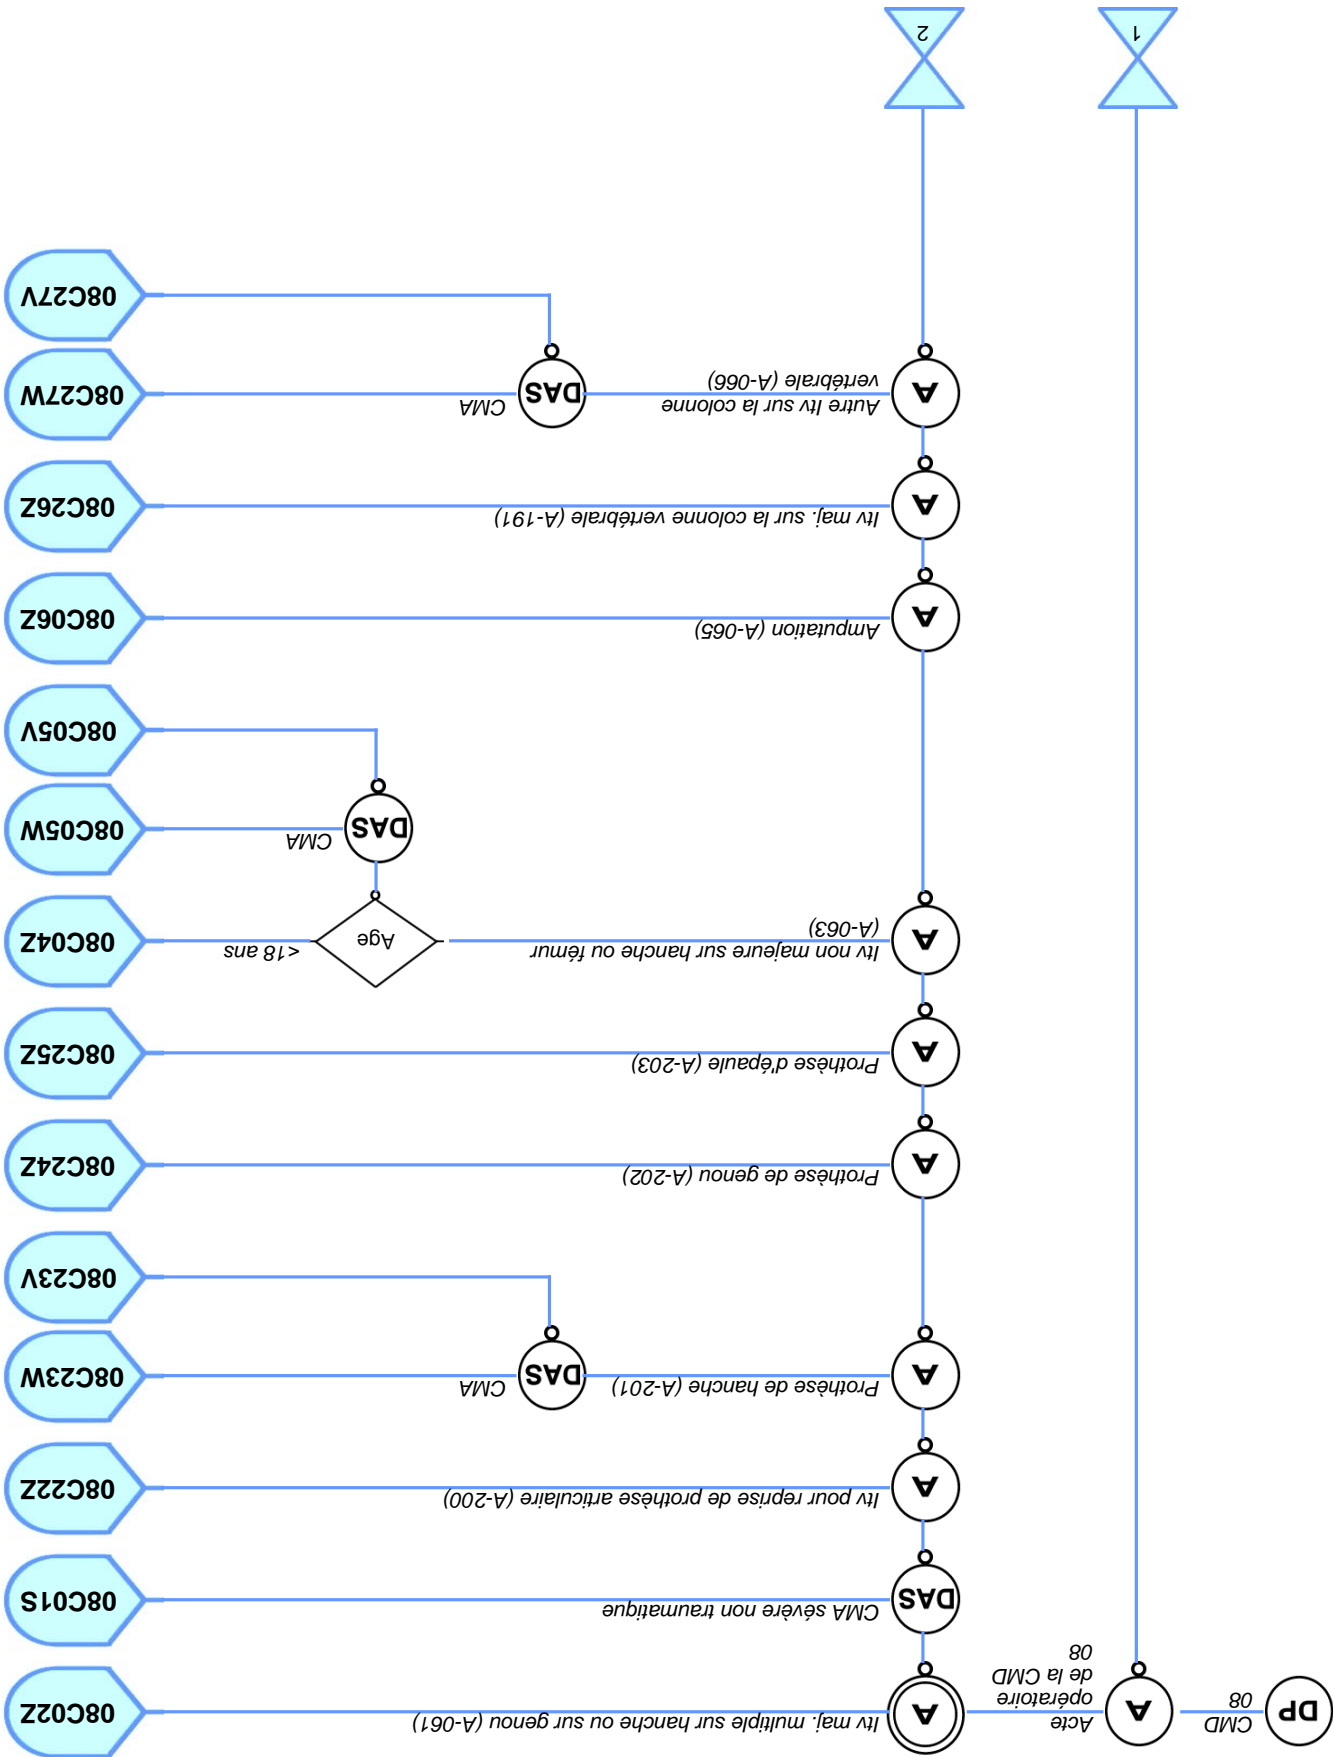 DP
CMD
08
A
Acte
opératoire
de la CMD
08
A
Itv maj. multiple sur hanche ou sur genou (A-061)
08C02Z
DAS
CMA sévère non traumatique
08C01S
A
Itv pour reprise de prothèse articulaire (A-200)
08C22Z
A
Prothèse de hanche (A-201)
DAS
CMA
08C23W
08C23V
A
Prothèse de genou (A-202)
08C24Z
A
Prothèse d'épaule (A-203)
08C25Z
A
Itv non majeure sur hanche ou fémur
(A-063)
Age
<18 ans
08C04Z
DAS
CMA
08C05W
08C05V
A
Amputation (A-065)
08C06Z
A
Itv maj. sur la colonne vertébrale (A-191)
08C26Z
A
Autre Itv sur la colonne
vertébrale (A-066)
DAS
CMA
08C27W
08C27V
1
2